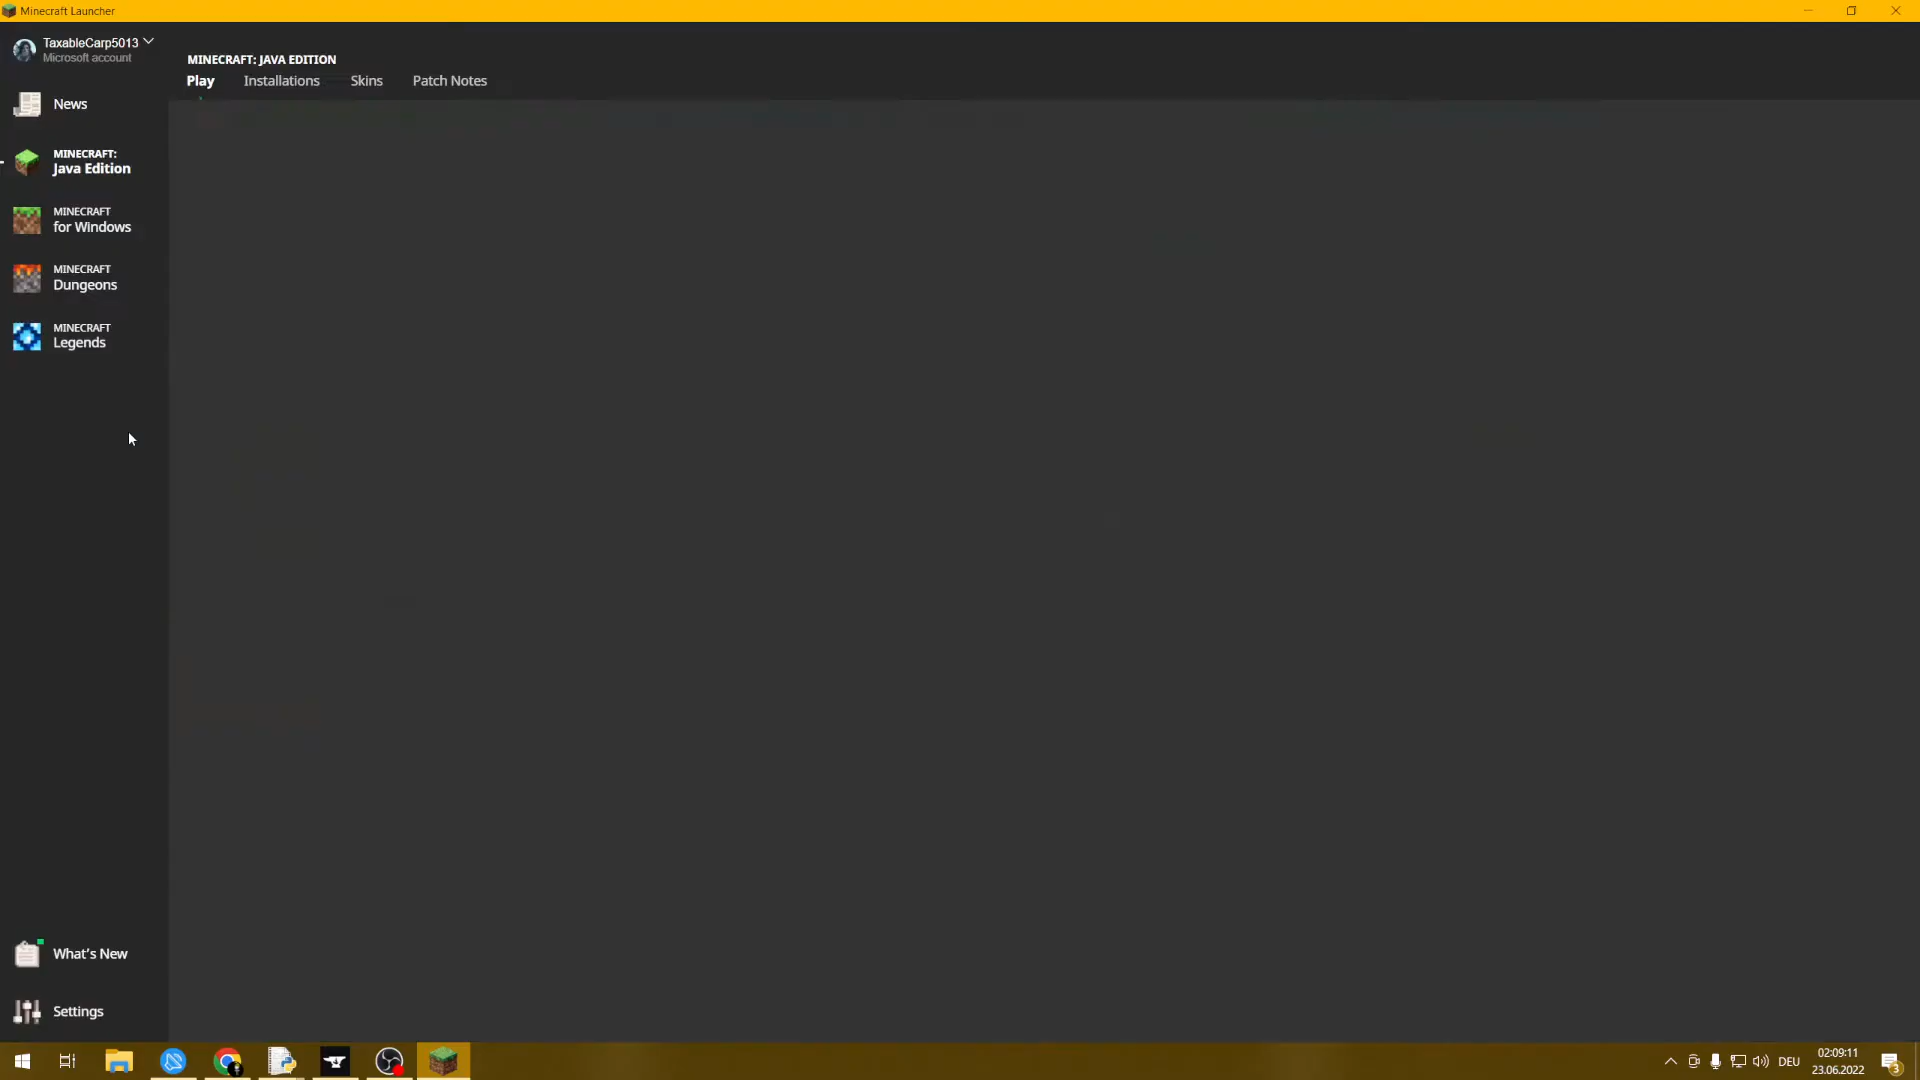 Minecraft Launcher
TaxableCarp5013
Microsoft account
MINECRAFT: JAVA EDITION
Play Installations Skins Patch Notes
News
MINECRAFT:
Java Edition
MINECRAFT
for Windows
MINECRAFT
Dungeons
MINECRAFT
Legends
What's New
Settings
DEU
02:09:11
23.06.2022
3